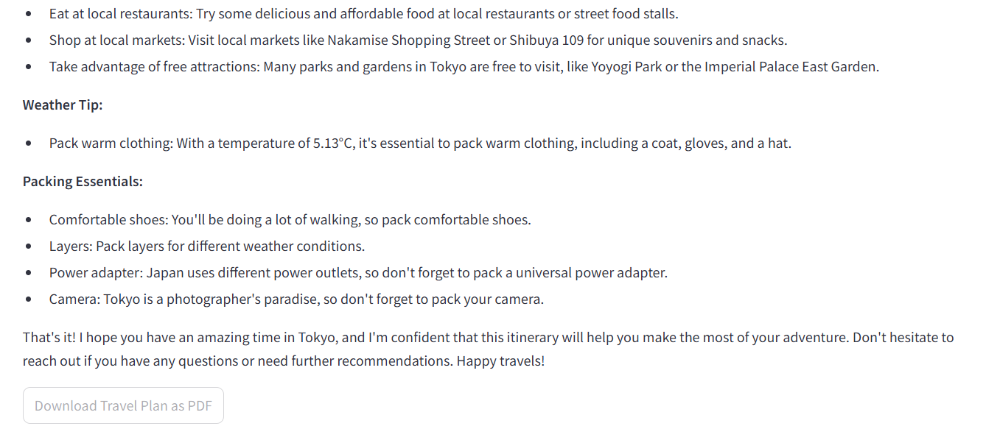 • Eat at local restaurants: Try some delicious and affordable food at local restaurants or street food stalls.
• Shop at local markets: Visit local markets like Nakamise Shopping Street or Shibuya 109 for unique souvenirs and snacks.
• Take advantage of free attractions: Many parks and gardens in Tokyo are free to visit, like Yoyogi Park or the Imperial Palace East Garden.
Weather Tip:
• Pack warm clothing: With a temperature of 5.13°C, it's essential to pack warm clothing, including a coat, gloves, and a hat.
Packing Essentials:
• Comfortable shoes: You'll be doing a lot of walking, so pack comfortable shoes.
• Layers: Pack layers for different weather conditions.
• Power adapter: Japan uses different power outlets, so don't forget to pack a universal power adapter.
• Camera: Tokyo is a photographer's paradise, so don't forget to pack your camera.
That's it! I hope you have an amazing time in Tokyo, and I'm confident that this itinerary will help you make the most of your adventure. Don't hesitate to
reach out if you have any questions or need further recommendations. Happy travels!
Download Travel Plan as PDF